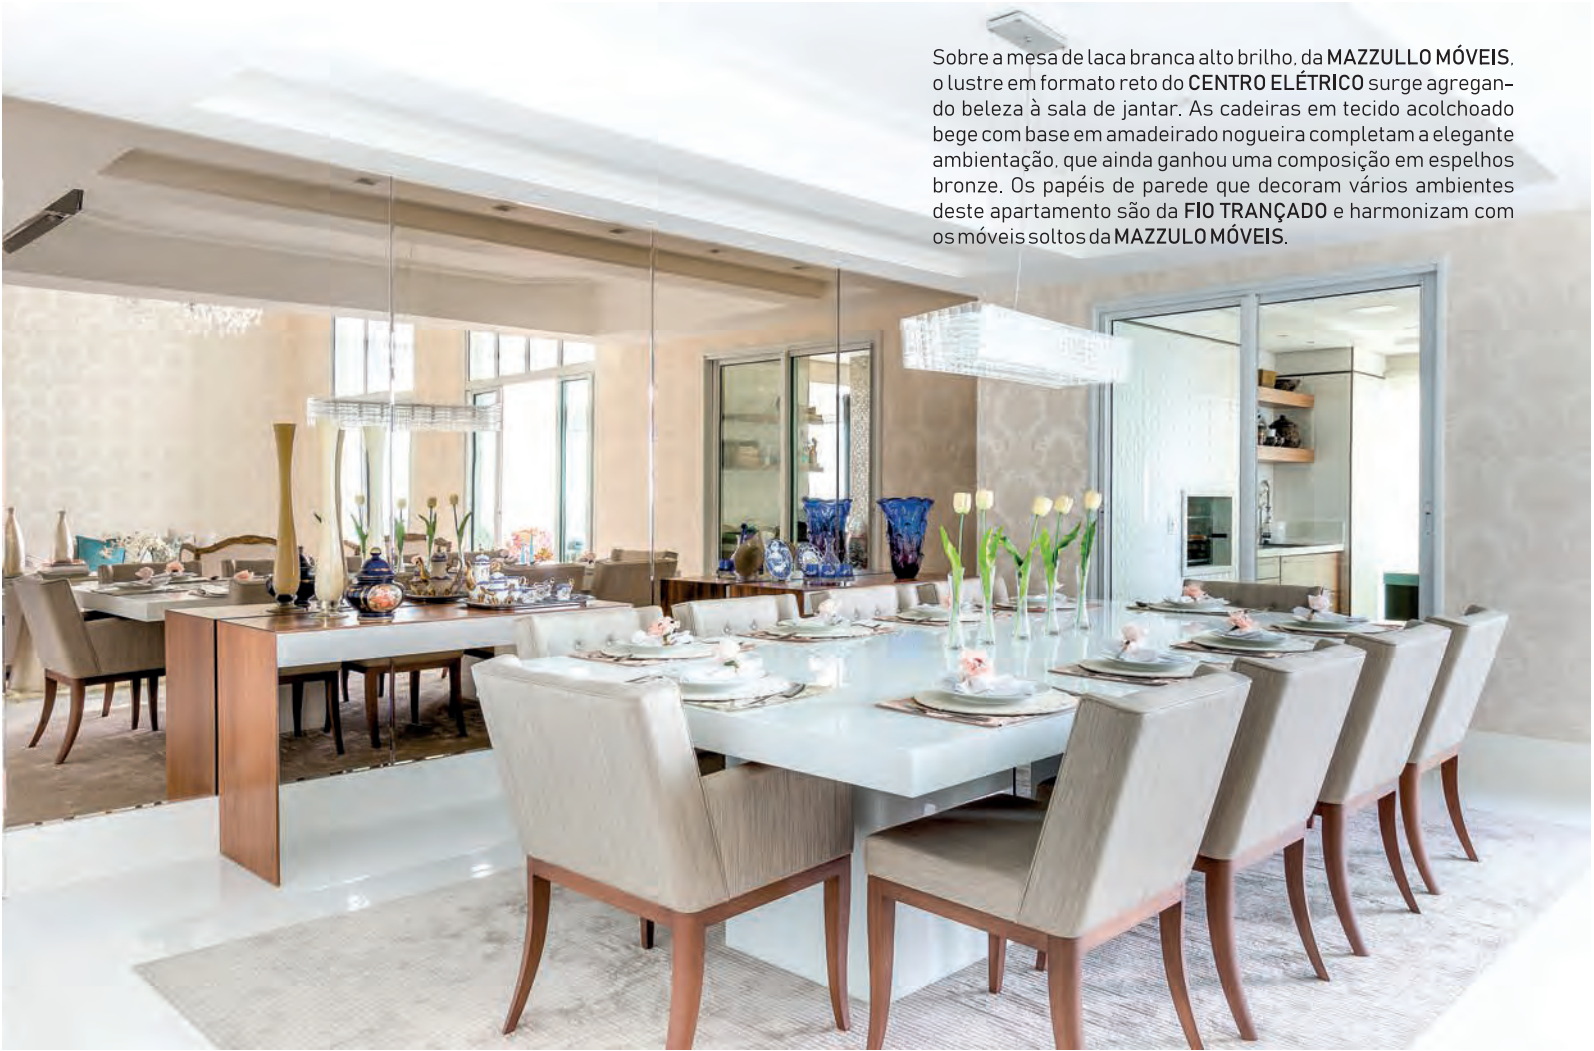 Sobre a mesa de laca branca alto brilho, da MAZZULLO MÓVEIS,
o lustre em formato reto do CENTRO ELÉTRICO surge agregan-
do beleza à sala de jantar. As cadeiras em tecido acolchoado
bege com base em amadeirado nogueira completam a elegante
ambientação, que ainda ganhou uma composição em espelhos
bronze. Os papéis de parede que decoram vários ambientes
deste apartamento são da FIO TRANÇADO e harmonizam com
os móveis soltos da MAZZULO MÓVEIS.